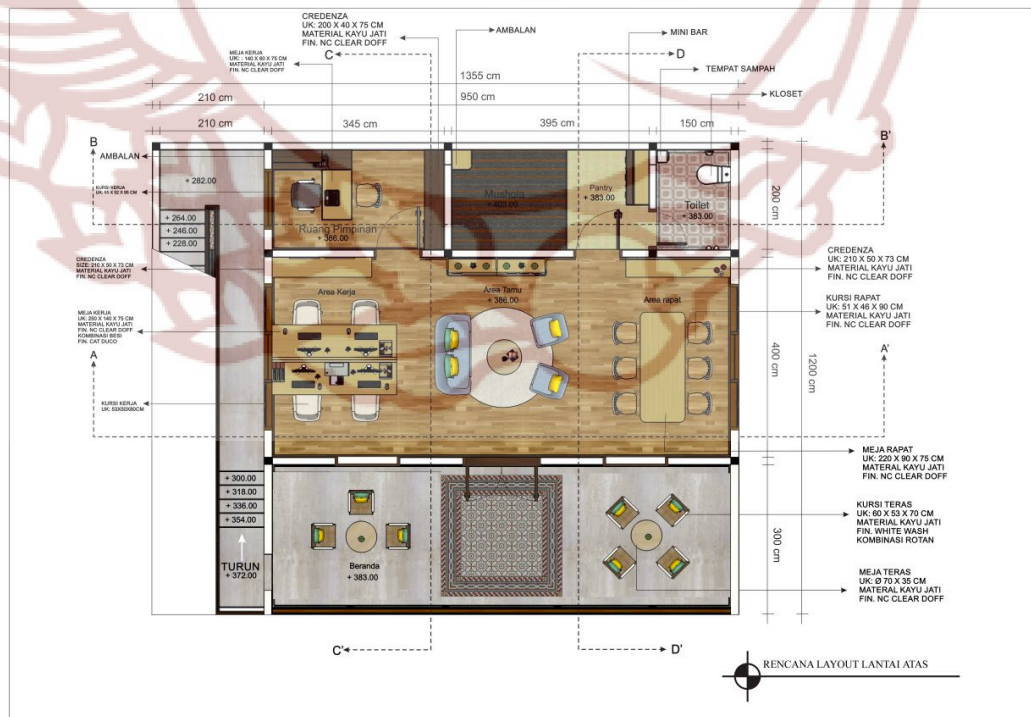 CREDENZA
UK: 200 X 40 X 75 CM
MATERIAL KAYU JATI
FIN. NC CLEAR DOFF
AMBALAN
MINI BAR
TEMPAT SAMPAH
KLOSET
MEJA KERJA
UK: : 140 X 60 X 75 CM
MATERIAL KAYU JATI
FIN. NC CLEAR DOFF
C
D
1355 cm
210 cm
950 cm
210 cm
345 cm
395 cm
150 cm
B
B'
AMBALAN
+ 282.00
KURSI KERJA
+ 264.00
+ 246.00
+ 228.00
Ruang Pimpinan
+ 386.00
Mushola
+ 403.00
Pantry
+ 383.00
Toilet
+ 383.00
200 cm
CREDENZA
SIZE: 210 X 50 X 73 CM
MATERIAL KAYU JATI
FIN. NC CLEAR DOFF
Area Kerja
Area Tamu
+ 386.00
Area rapat
CREDENZA
UK: 210 X 50 X 73 CM
MATERIAL KAYU JATI
FIN. NC CLEAR DOFF
KURSI RAPAT
UK: 51 X 46 X 90 CM
MATERIAL KAYU JATI
FIN. NC CLEAR DOFF
MEJA KERJA
UK: 260 X 140 X 75 CM
MATERIAL KAYU JATI
FIN. NC CLEAR DOFF
KOMBINASI BESI
FIN. CAT DUCO
A
A'
400 cm
1200 cm
KURSI KERJA
UK: 53X50X80CM
MEJA RAPAT
UK: 220 X 90 X 75 CM
MATERAL KAYU JATI
FIN. NC CLEAR DOFF
+ 300.00
+ 318.00
+ 336.00
+ 354.00
TURUN
+ 372.00
Beranda
+ 383.00
300 cm
KURSI TERAS
UK: 60 X 53 X 70 CM
MATERIAL KAYU JATI
FIN. WHITE WASH
KOMBINASI ROTAN
MEJA TERAS
UK: Ø 70 X 35 CM
MATERAL KAYU JATI
FIN. NC CLEAR DOFF
C'
D'
RENCANA LAYOUT LANTAI ATAS